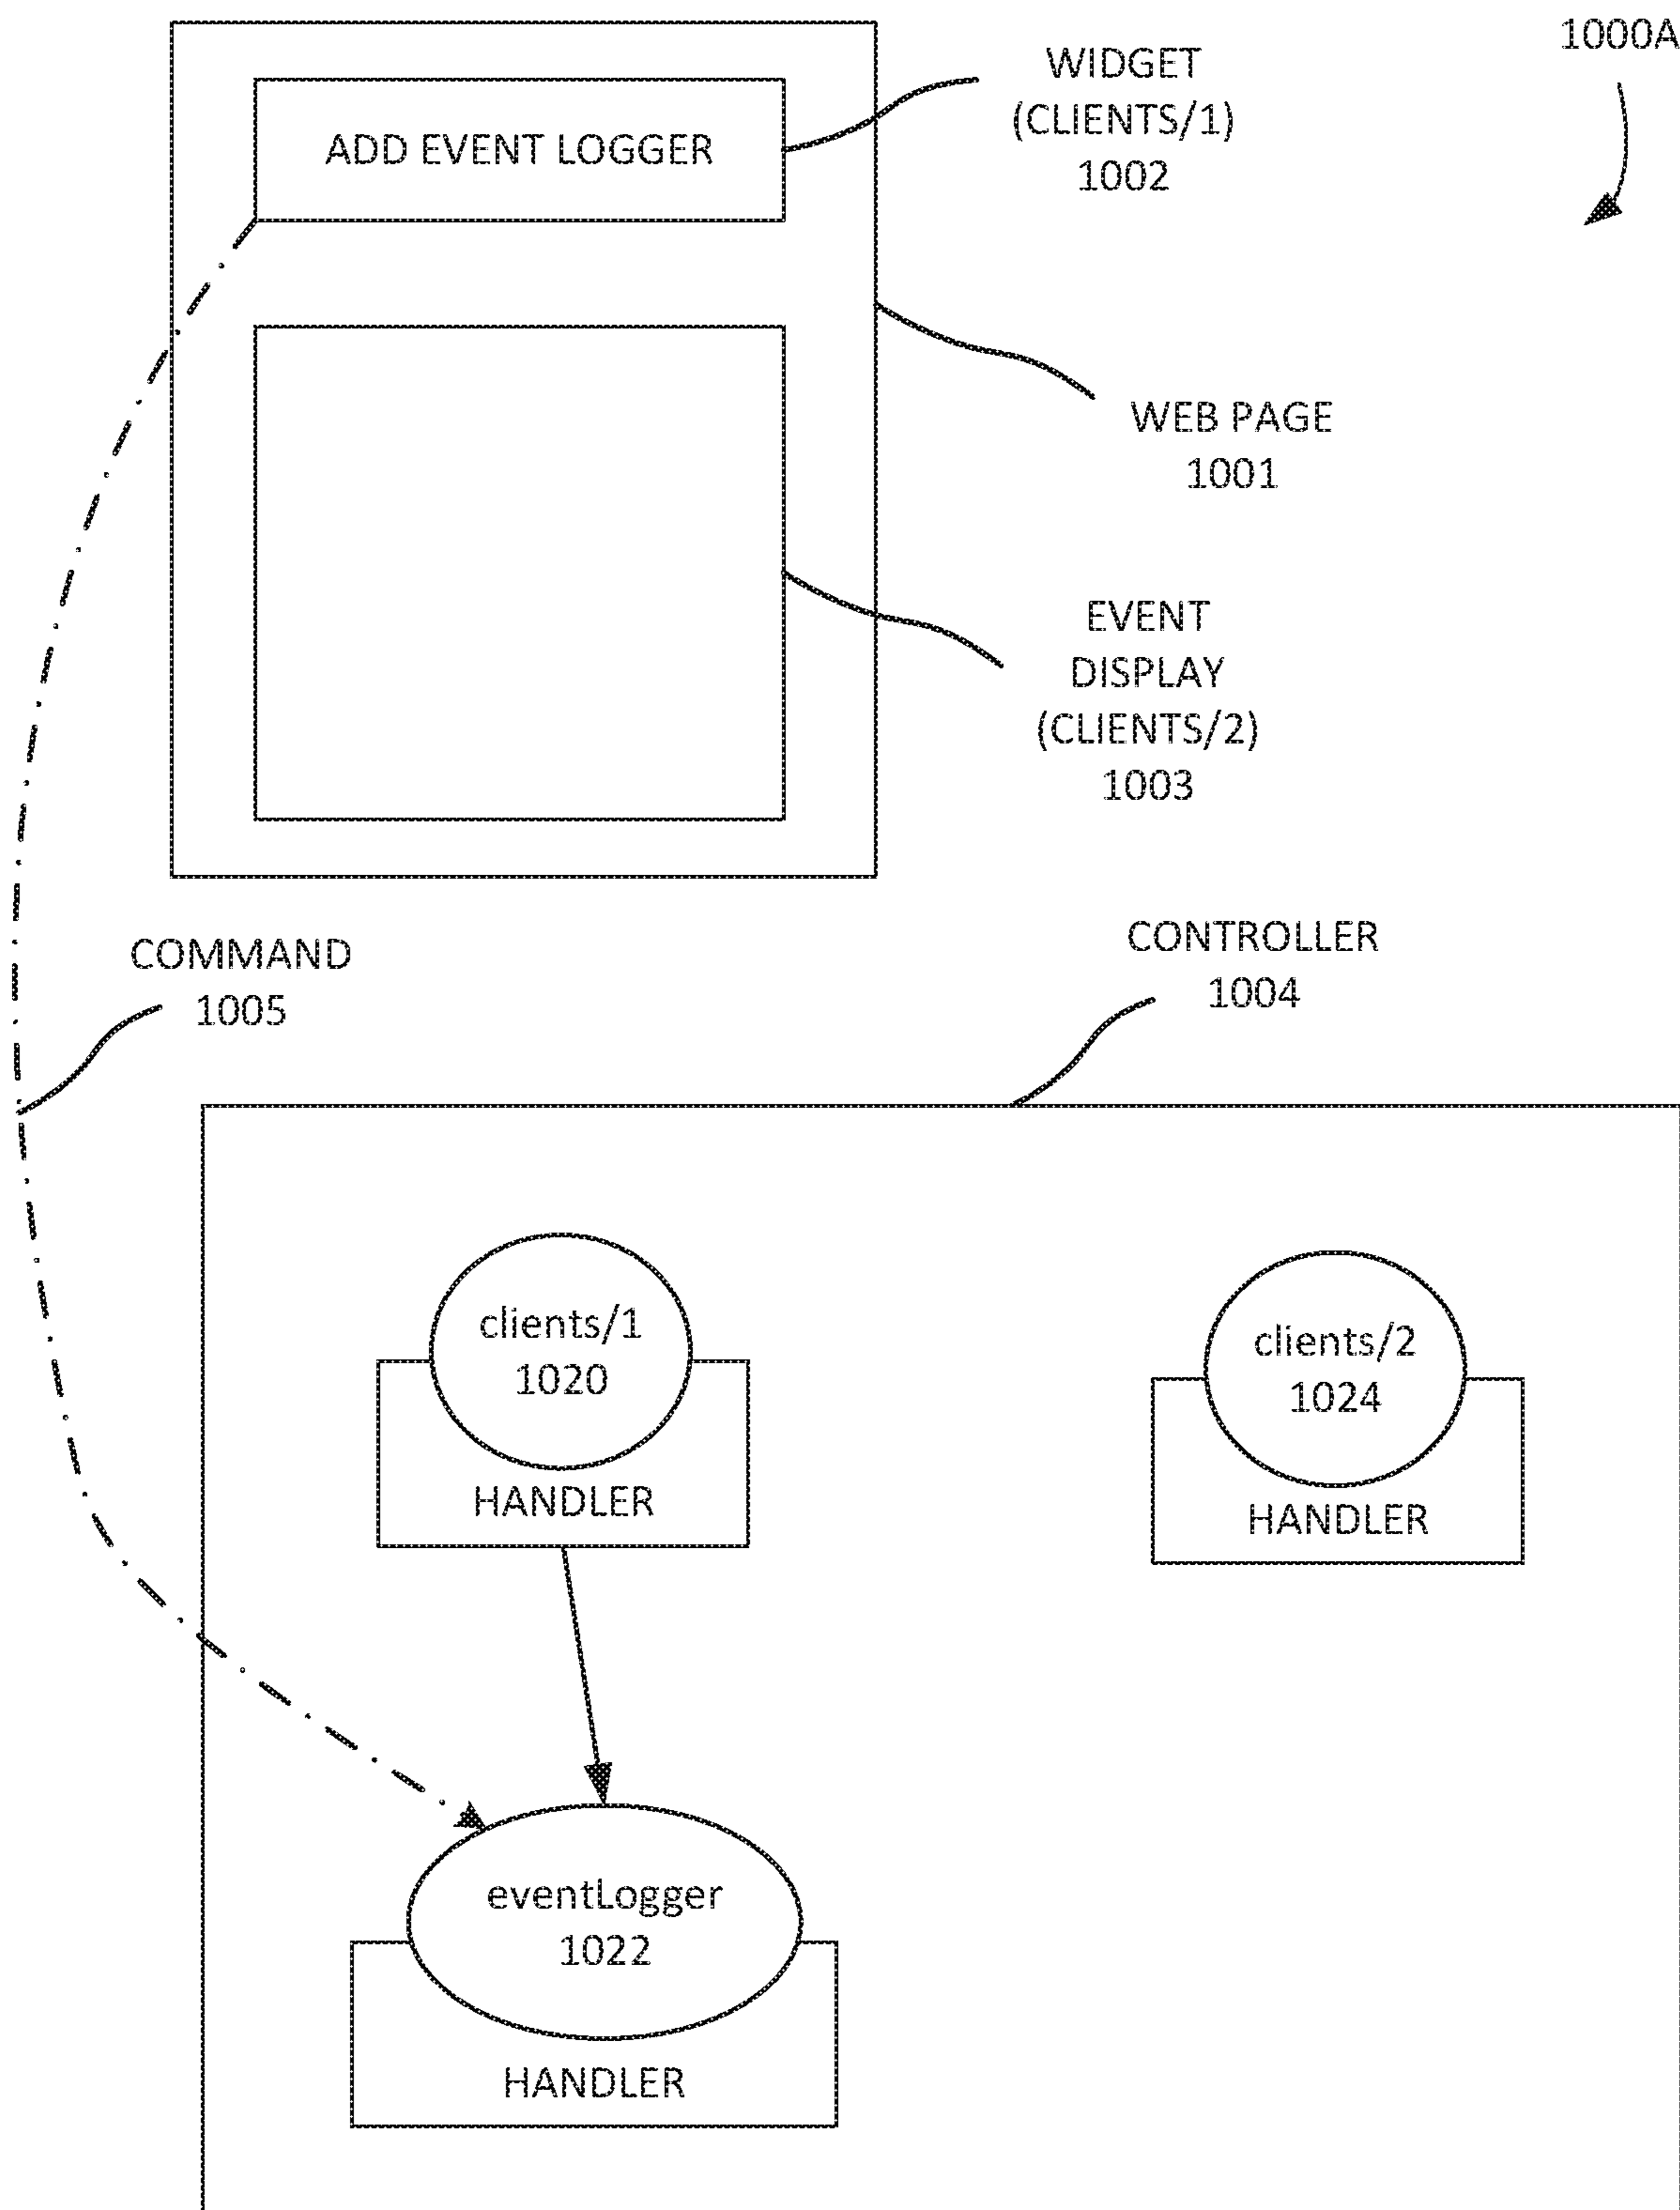 1000A
WIDGET
(CLIENTS/1)
1002
ADD EVENT LOGGER
WEB PAGE
1001
EVENT
DISPLAY
(CLIENTS/2)
1003
COMMAND
1005
CONTROLLER
1004
clients/1
1020
HANDLER
clients/2
1024
HANDLER
eventLogger
1022
HANDLER